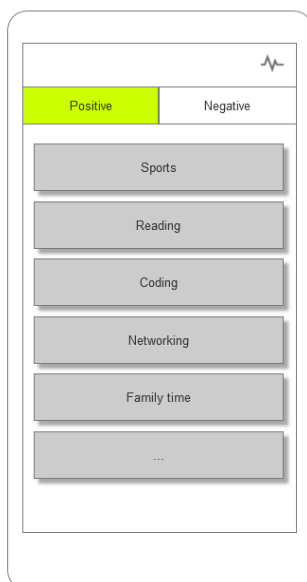 Positive Negative
Sports
Reading
Coding
Networking
Family time
...